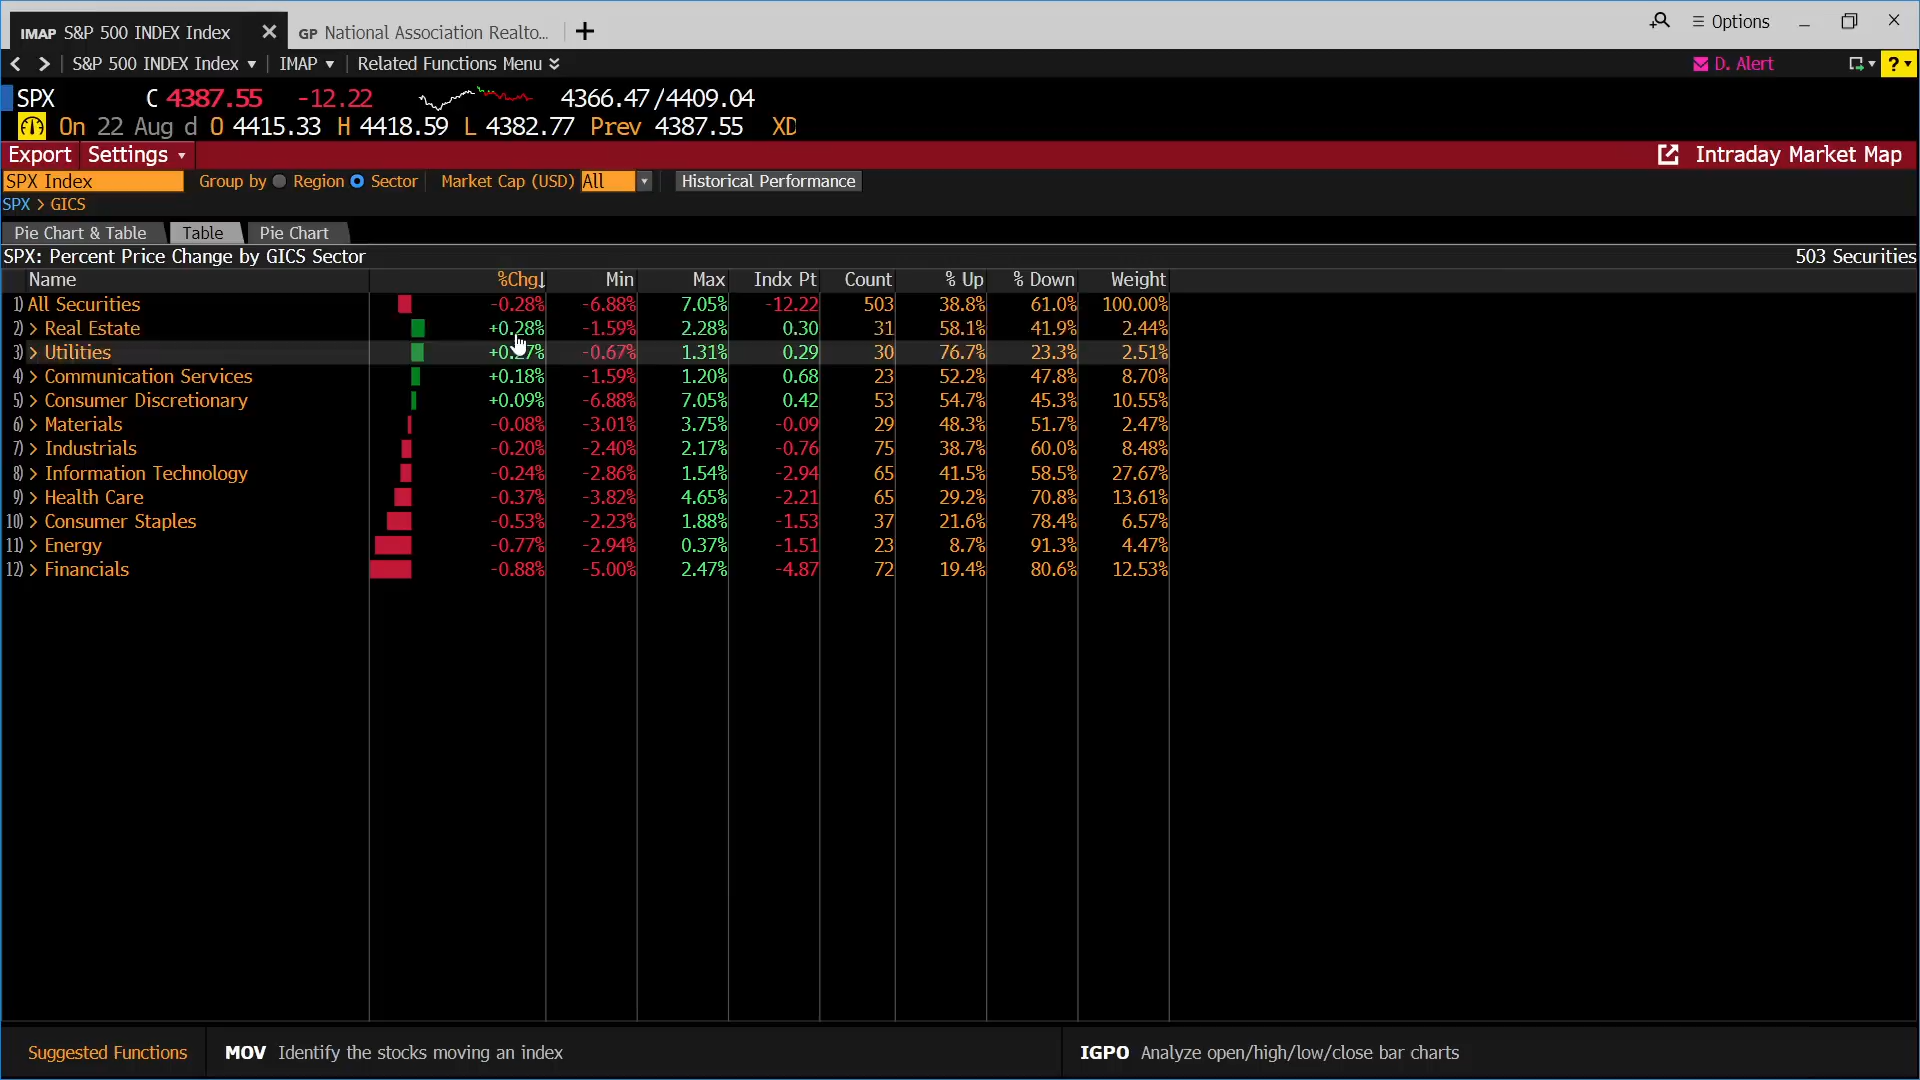 IMAP S&P 500 INDEX Index × GP National Association Realto... + Options
S&P 500 INDEX Index IMAP Related Functions Menu D. Alert ?
SPX C 4387.55 -12.22 4366.47/4409.04
On 22 Aug d O 4415.33 H 4418.59 L 4382.77 Prev 4387.55 XD
Export Settings Intraday Market Map
SPX Index Group by Region Sector Market Cap (USD) All Historical Performance
SPX > GICS
Pie Chart & Table Table Pie Chart
SPX: Percent Price Change by GICS Sector 503 Securities
Name %Chg↓ Min Max Indx Pt Count % Up % Down Weight
1) All Securities -0.28% -6.88% 7.05% -12.22 503 38.8% 61.0% 100.00%
2) > Real Estate +0.28% -1.59% 2.28% 0.30 31 58.1% 41.9% 2.44%
3) > Utilities +0.27% -0.67% 1.31% 0.29 30 76.7% 23.3% 2.51%
4) > Communication Services +0.18% -1.59% 1.20% 0.68 23 52.2% 47.8% 8.70%
5) > Consumer Discretionary +0.09% -6.88% 7.05% 0.42 53 54.7% 45.3% 10.55%
6) > Materials -0.08% -3.01% 3.75% -0.09 29 48.3% 51.7% 2.47%
7) > Industrials -0.20% -2.40% 2.17% -0.76 75 38.7% 60.0% 8.48%
8) > Information Technology -0.24% -2.86% 1.54% -2.94 65 41.5% 58.5% 27.67%
9) > Health Care -0.37% -3.82% 4.65% -2.21 65 29.2% 70.8% 13.61%
10) > Consumer Staples -0.53% -2.23% 1.88% -1.53 37 21.6% 78.4% 6.57%
11) > Energy -0.77% -2.94% 0.37% -1.51 23 8.7% 91.3% 4.47%
12) > Financials -0.88% -5.00% 2.47% -4.87 72 19.4% 80.6% 12.53%
Suggested Functions MOV Identify the stocks moving an index IGPO Analyze open/high/low/close bar charts